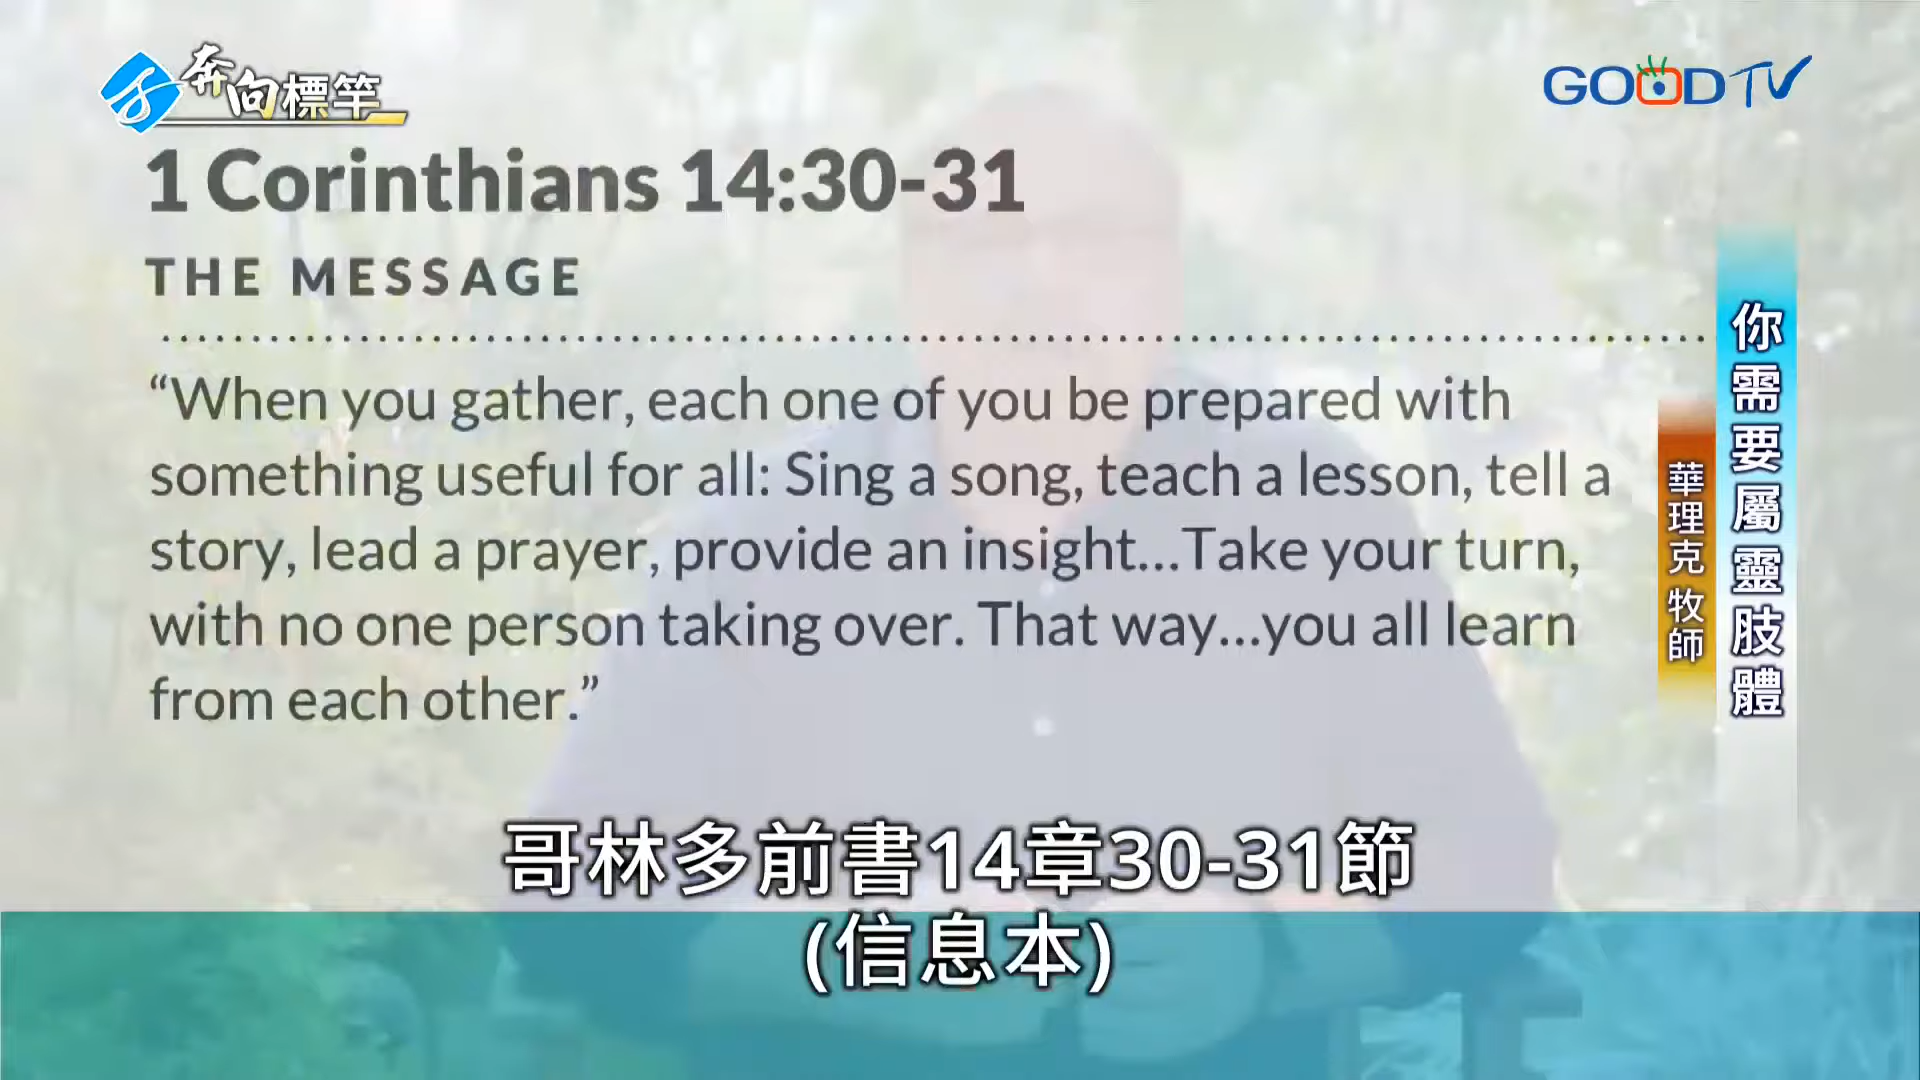 奔向標竿
GOOD TV
1 Corinthians 14:30-31
THE MESSAGE
“When you gather, each one of you be prepared with
something useful for all: Sing a song, teach a lesson, tell a
story, lead a prayer, provide an insight...Take your turn,
with no one person taking over. That way...you all learn
from each other.”
你需要屬靈肢體
華理克 牧師
哥林多前書14章30-31節
(信息本)